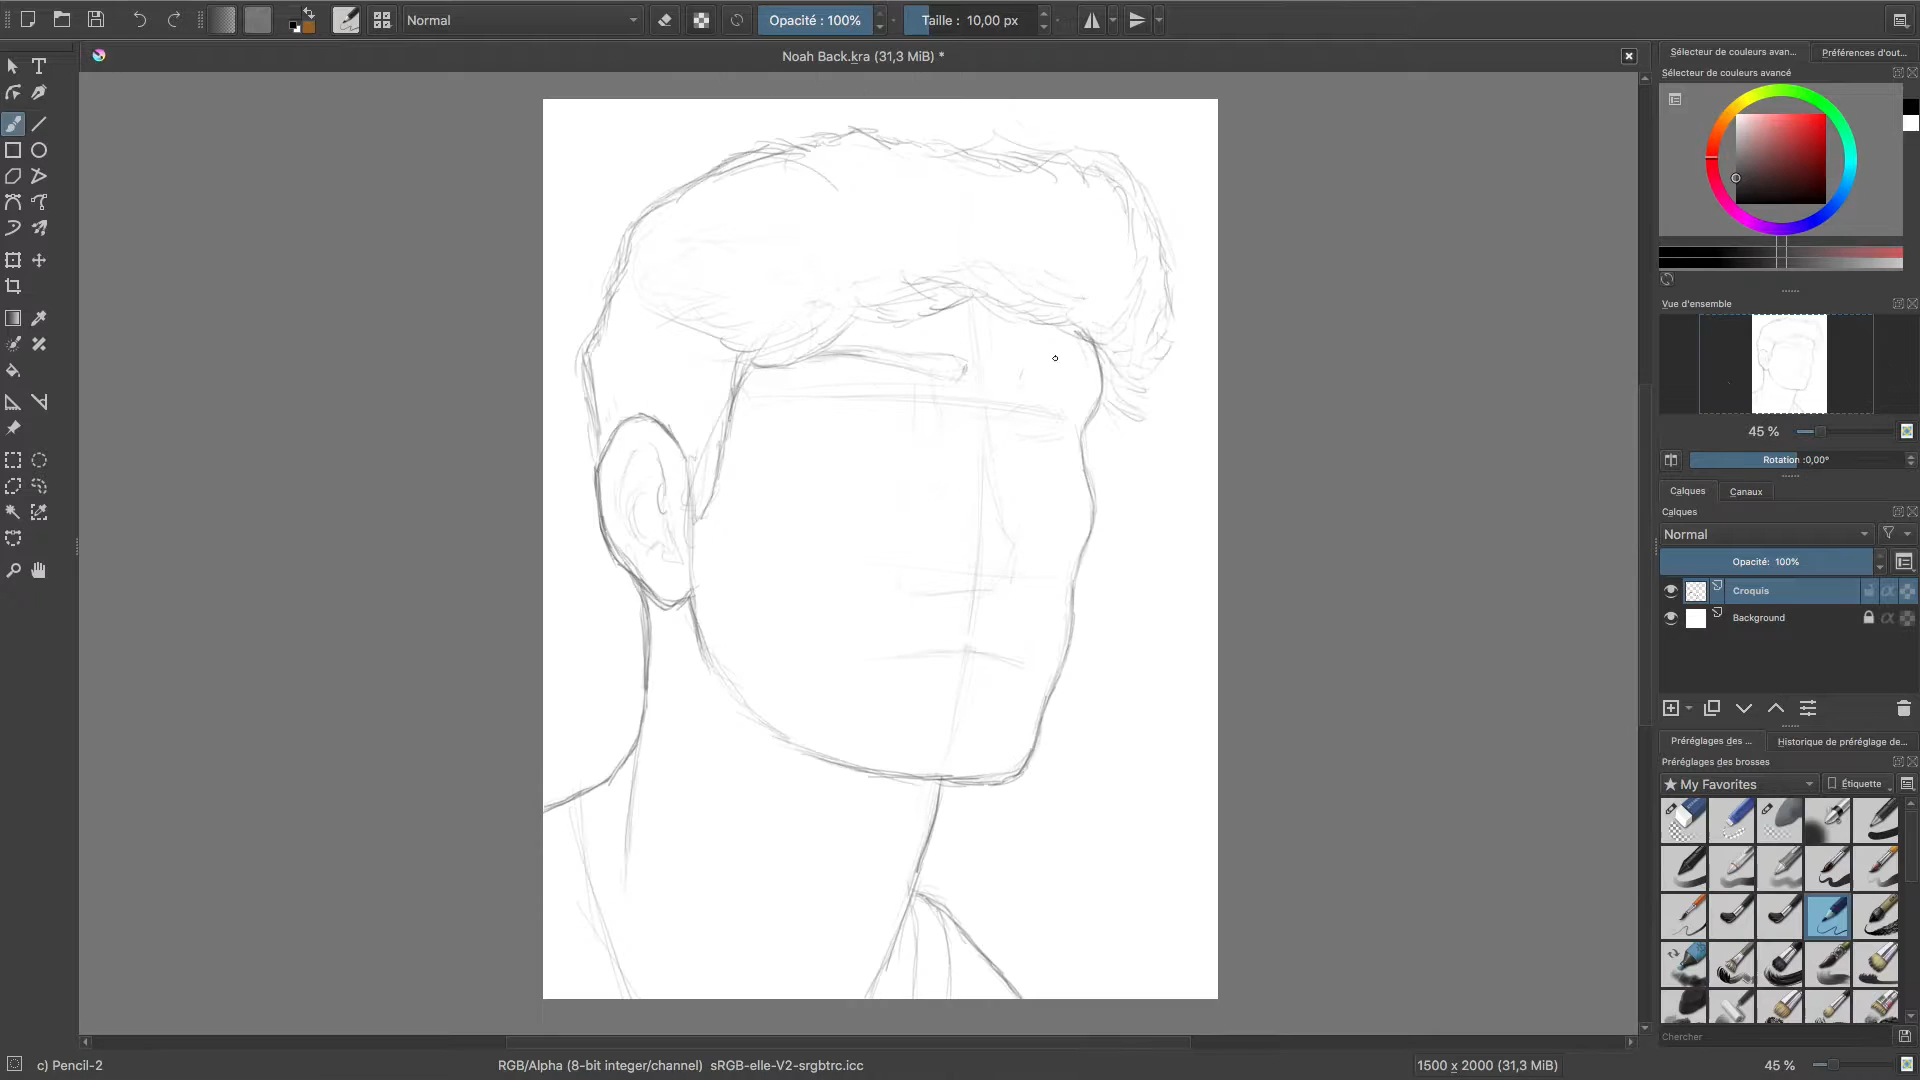 Normal
Opacité : 100%
Taille : 10,00 px
Noah Back.kra (31,3 MiB) *
Sélecteur de couleurs avan...
Préférences d'out...
Sélecteur de couleurs avancé
Vue d'ensemble
45 %
Rotation :0,00°
Calques
Canaux
Calques
Normal
Opacité: 100%
Croquis
Background
Préréglages des ...
Historique de préréglage de...
Préréglages des brosses
★ My Favorites
Étiquette
Chercher
c) Pencil-2
RGB/Alpha (8-bit integer/channel) sRGB-elle-V2-srgbtrc.icc
1500 x 2000 (31,3 MiB)
45 %